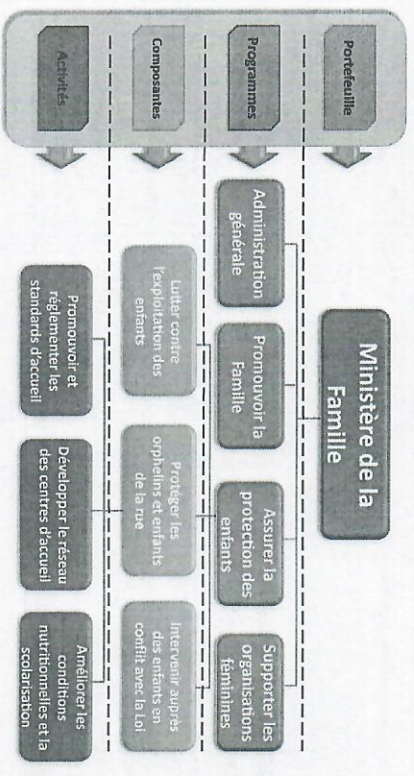 Portefeuille
Ministère de la
Famille
Programmes
Administration
générale
Promouvoir la
Famille
Assurer la
protection des
enfants
Supporter les
organisations
féminines
Composantes
Lutter contre
l'exploitation des
enfants
Protéger les
orphelins et enfants
de la rue
Intervenir auprès
des enfants en
conflit avec la Loi
Activités
Promouvoir et
réglementer les
standards d'accueil
Développer le réseau
des centres d'accueil
Améliorer les
conditions
nutritionnelles et la
scolarisation